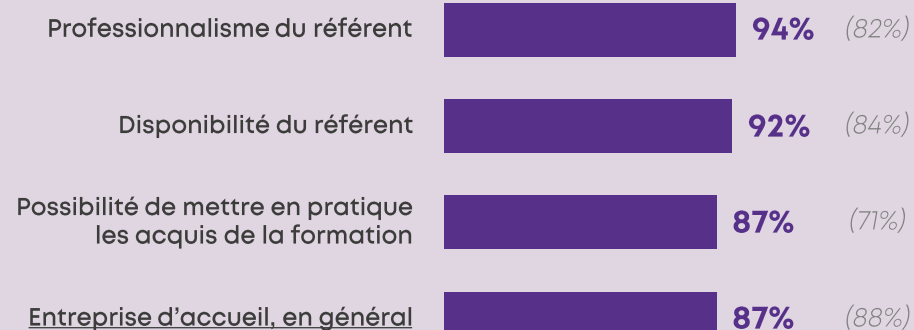 Professionnalisme du référent 94% (82%)
Disponibilité du référent 92% (84%)
Possibilité de mettre en pratique
les acquis de la formation 87% (71%)
Entreprise d'accueil, en général 87% (88%)